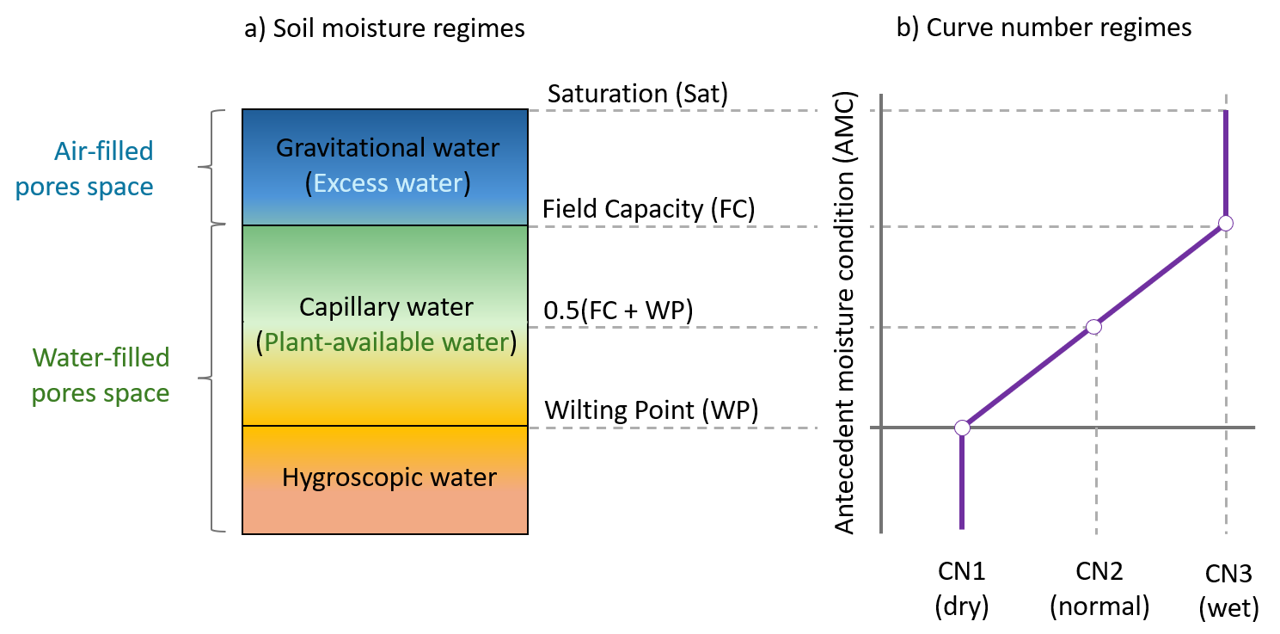 a) Soil moisture regimes
Air-filled
pores space
Water-filled
pores space
Gravitational water
(Excess water)
Capillary water
(Plant-available water)
Hygroscopic water
Saturation (Sat)
Field Capacity (FC)
0.5(FC + WP)
Wilting Point (WP)
b) Curve number regimes
Antecedent moisture condition (AMC)
CN1
(dry)
CN2
(normal)
CN3
(wet)